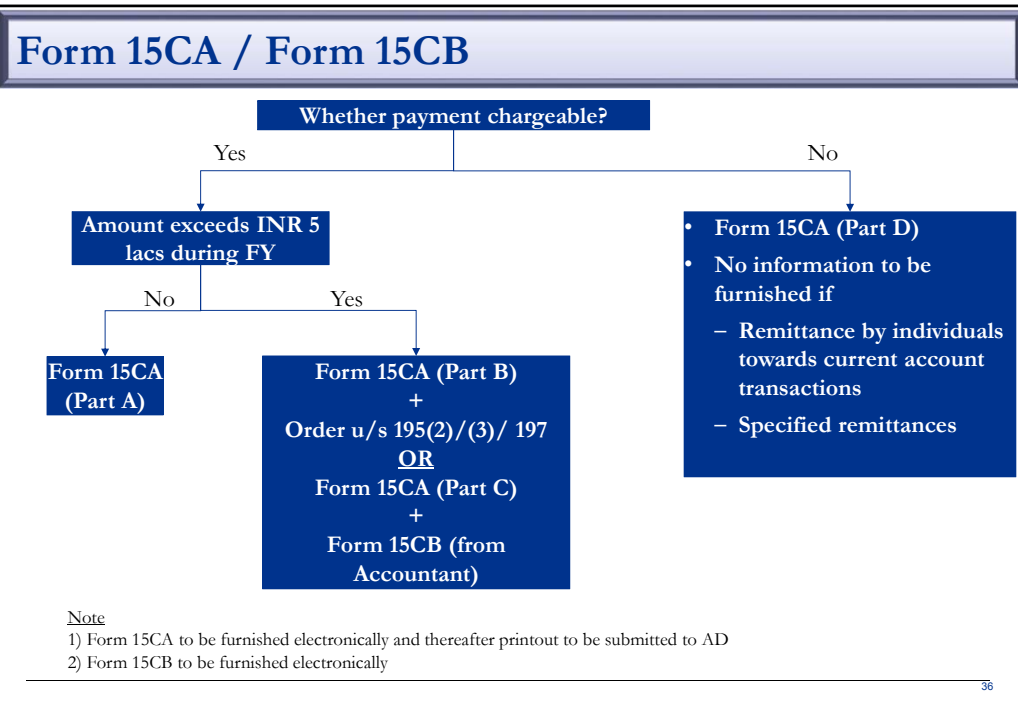 Form 15CA / Form 15CB
Whether payment chargeable?
Yes
No
Amount exceeds INR 5
lacs during FY
No
Yes
Form 15CA
(Part A)
Form 15CA (Part B)
+
Order u/s 195(2)/(3)/ 197
OR
Form 15CA (Part C)
+
Form 15CB (from
Accountant)
• Form 15CA (Part D)
• No information to be
furnished if
– Remittance by individuals
towards current account
transactions
– Specified remittances
Note
1) Form 15CA to be furnished electronically and thereafter printout to be submitted to AD
2) Form 15CB to be furnished electronically
36